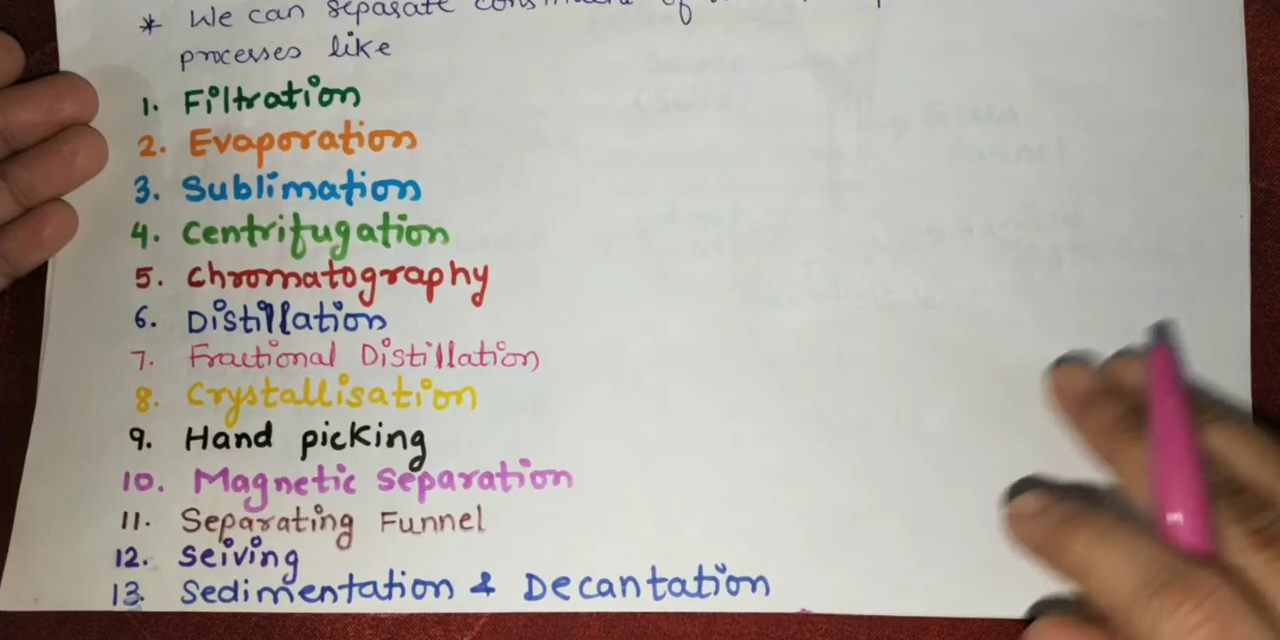 * We can separate of
processes like
1. Filtration
2. Evaporation
3. Sublimation
4. Centrifugation
5. Chromatography
6. Distillation
7. Fractional Distillation
8. Crystallisation
9. Hand picking
10. Magnetic Separation
11. Separating Funnel
12. Seiving
13. Sedimentation & Decantation